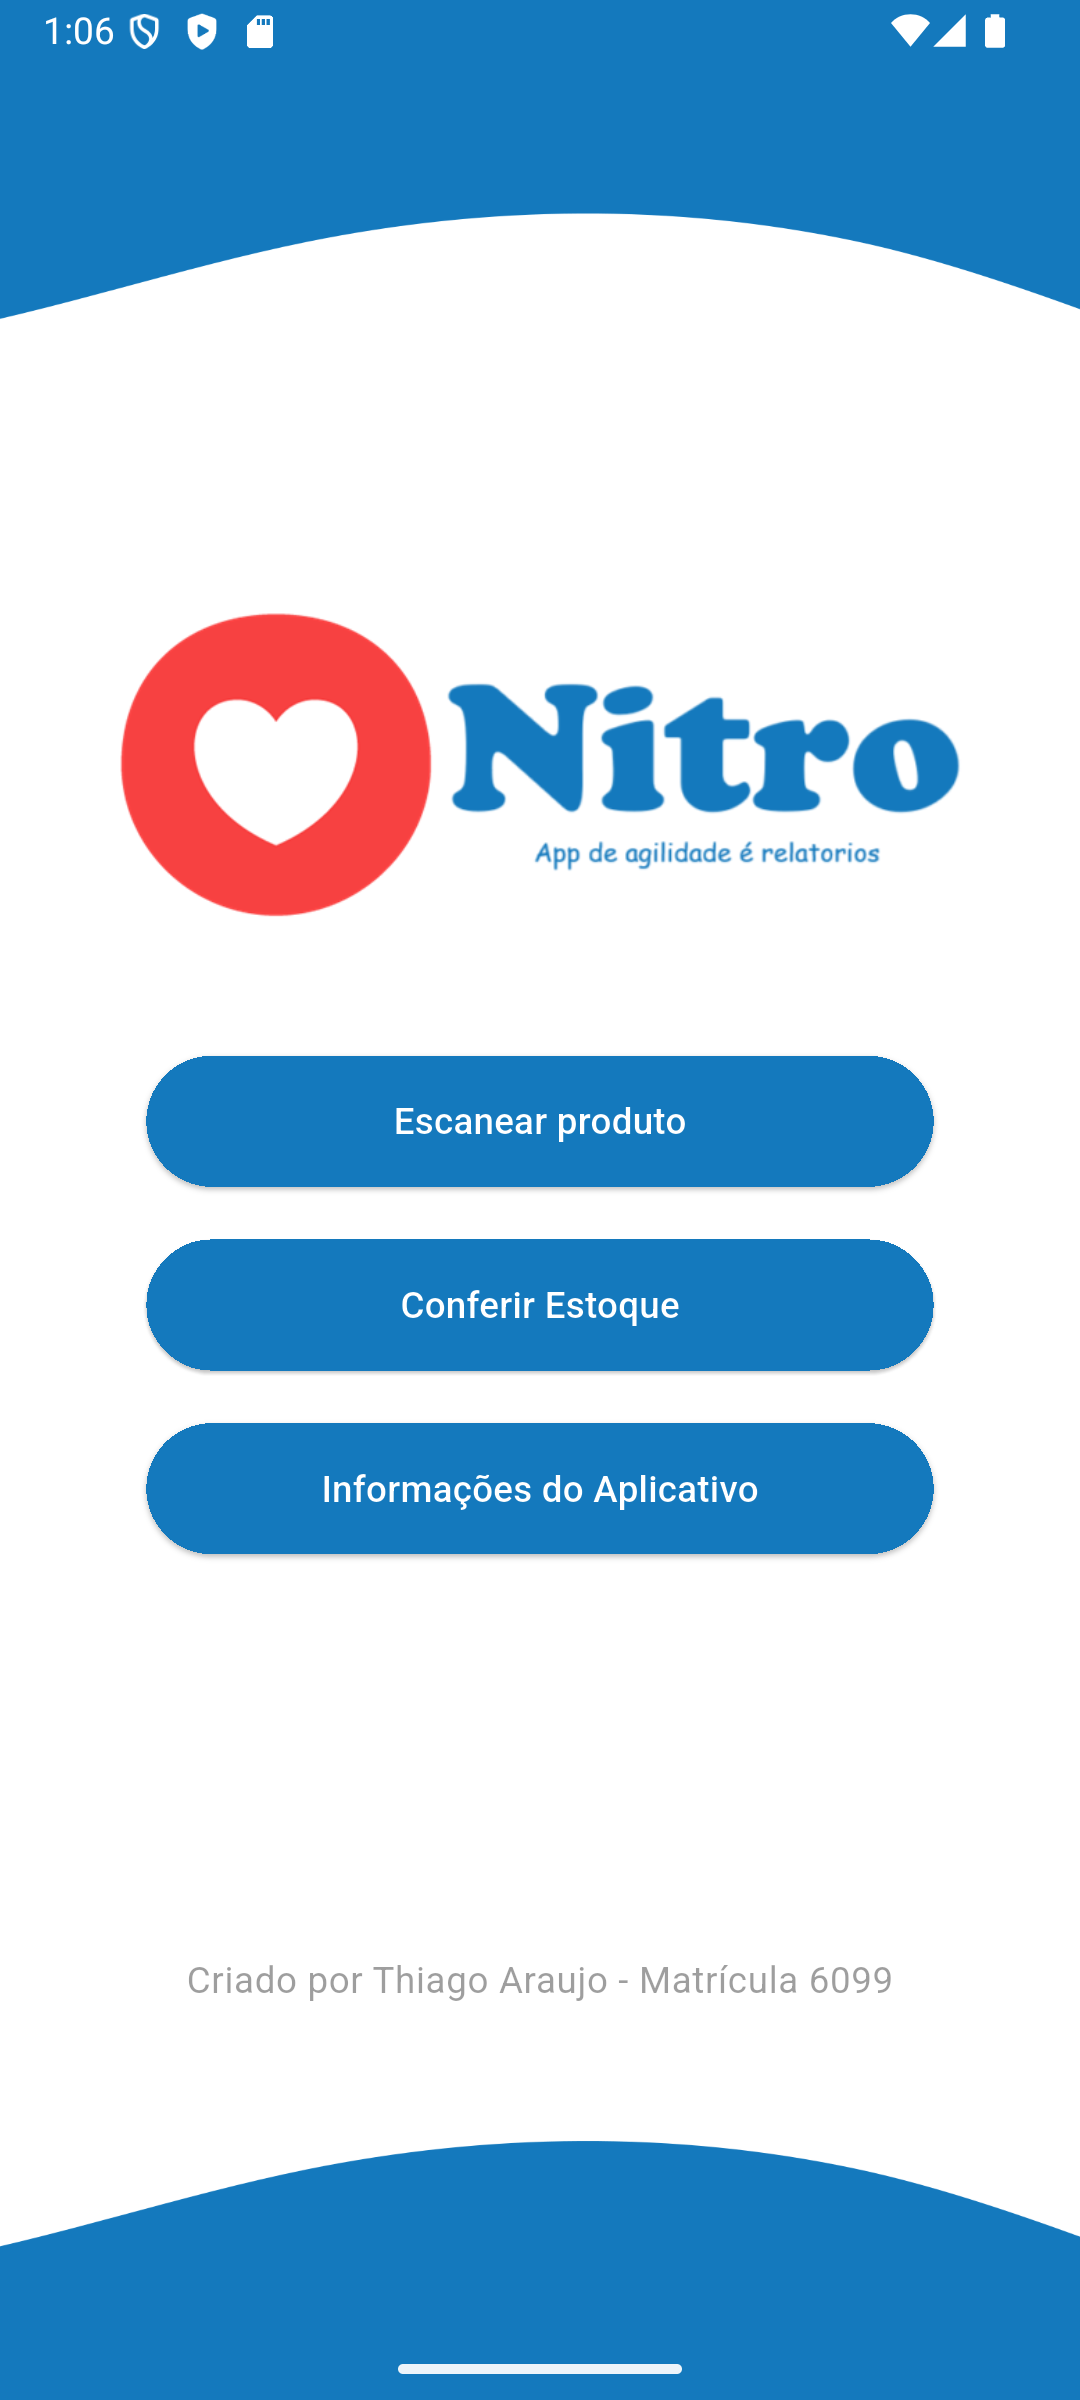 1:06
Nitro
App de agilidade é relatorios
Escanear produto
Conferir Estoque
Informações do Aplicativo
Criado por Thiago Araujo - Matrícula 6099